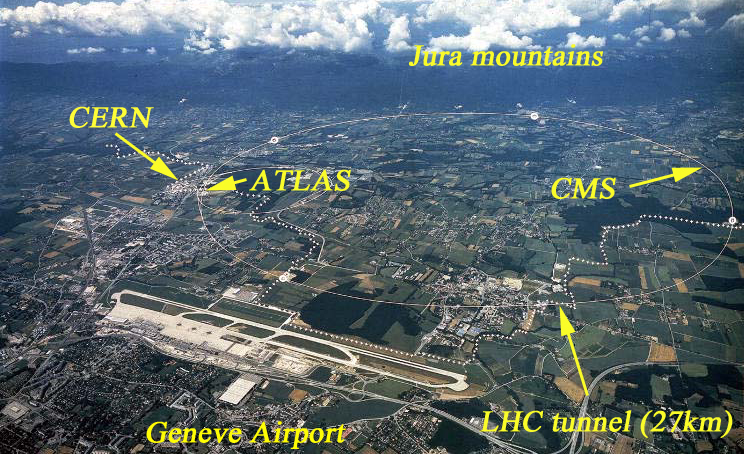 Jura mountains
CERN
ATLAS
CMS
LHC tunnel (27km)
Geneve Airport